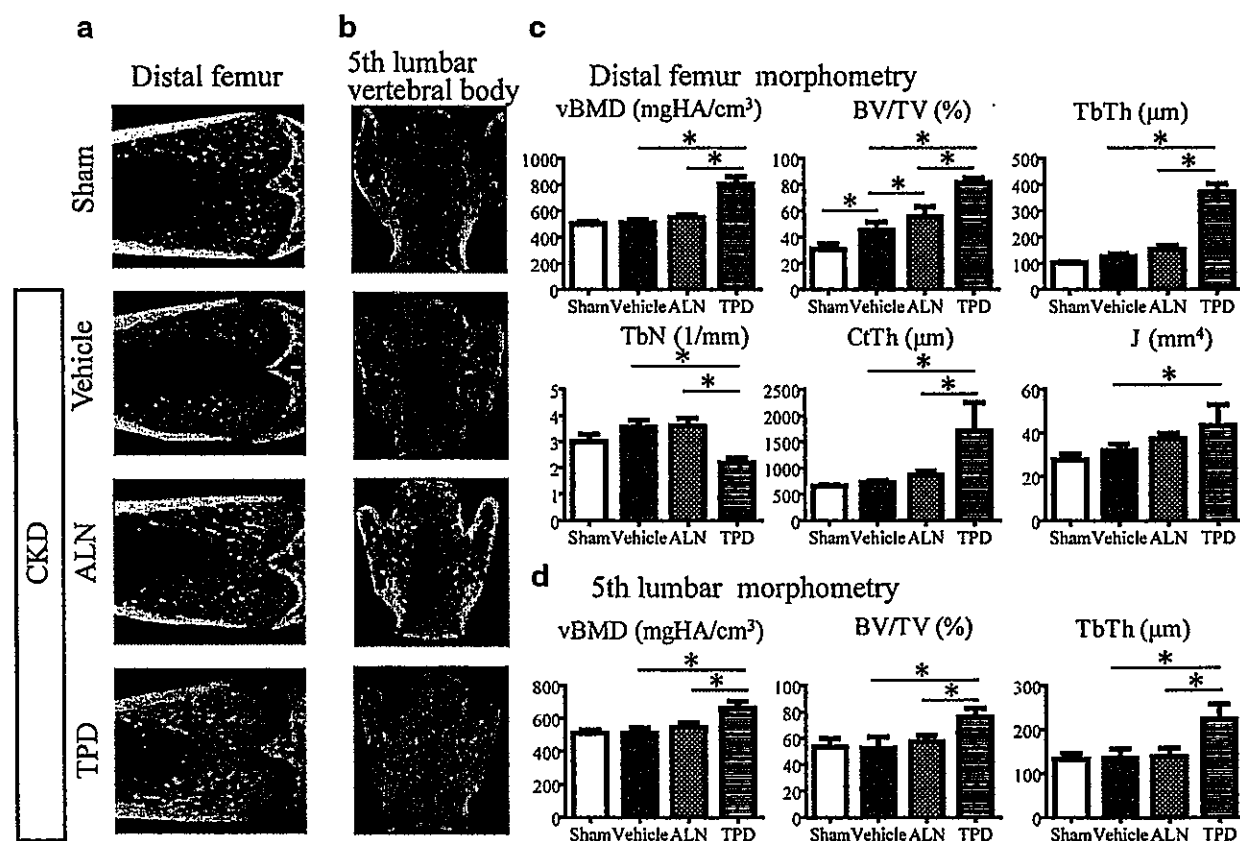 a
Distal femur
b
5th lumbar
vertebral body
Sham
CKD
Vehicle
ALN
TPD
c
Distal femur morphometry
vBMD (mgHA/cm³)
*
*
1000
800
600
400
200
0
Sham Vehicle ALN TPD
BV/TV (%)
*
*
*
*
100
80
60
40
20
0
Sham Vehicle ALN TPD
TbTh (µm)
*
*
500
400
300
200
100
0
Sham Vehicle ALN TPD
TbN (1/mm)
*
*
5
4
3
2
1
0
Sham Vehicle ALN TPD
CtTh (µm)
*
*
2500
2000
1500
1000
500
0
Sham Vehicle ALN TPD
J (mm⁴)
*
60
40
20
0
Sham Vehicle ALN TPD
d
5th lumbar morphometry
vBMD (mgHA/cm³)
*
*
800
600
400
200
0
Sham Vehicle ALN TPD
BV/TV (%)
*
*
100
80
60
40
20
0
Sham Vehicle ALN TPD
TbTh (µm)
*
*
300
200
100
0
Sham Vehicle ALN TPD